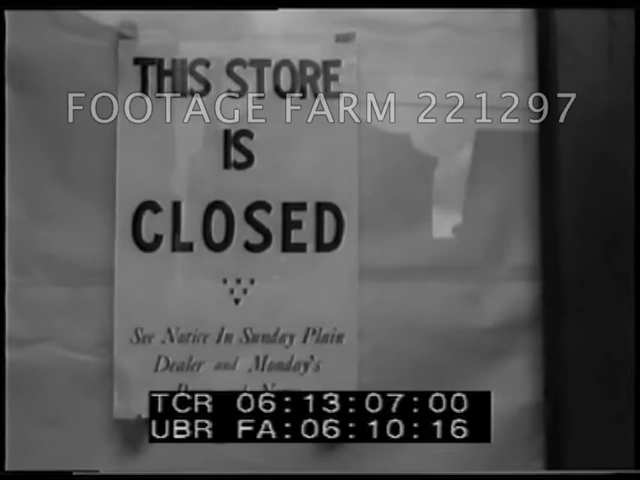 THIS STORE
FOOTAGE FARM 221297
IS
CLOSED
See Notice In Sunday Plain
Dealer and Monday's
TCR 06:13:07:00
UBR FA:06:10:16